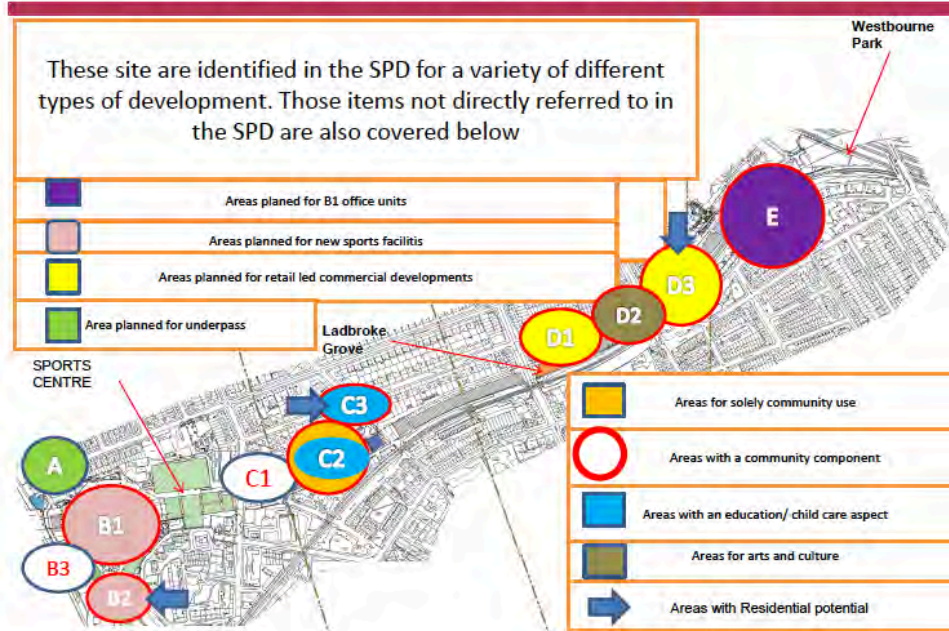 Westbourne
Park
These site are identified in the SPD for a variety of different
types of development. Those items not directly referred to in
the SPD are also covered below
Areas planed for B1 office units
Areas planned for new sports facilitis
Areas planned for retail led commercial developments
Area planned for underpass
SPORTS
CENTRE
Ladbroke
Grove
E
D3
D2
D1
C3
C2
C1
A
B1
B3
B2
Areas for solely community use
Areas with a community component
Areas with an education/ child care aspect
Areas for arts and culture
Areas with Residential potential